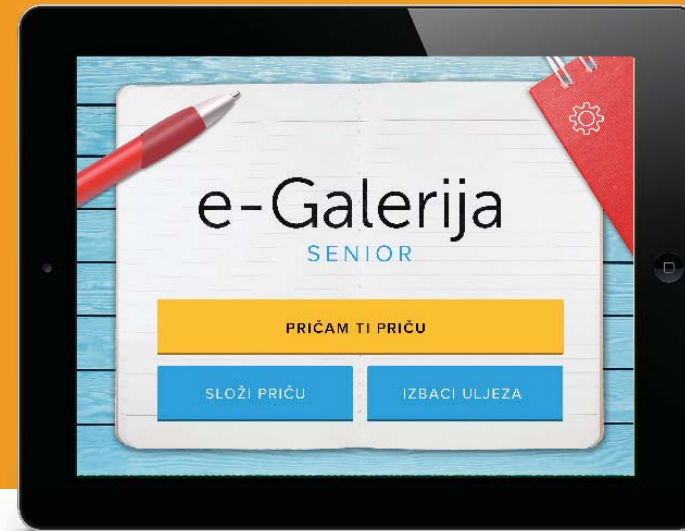 e-Galerija
SENIOR
PRIČAM TI PRIČU
SLOŽI PRIČU
IZBACI ULJEZA